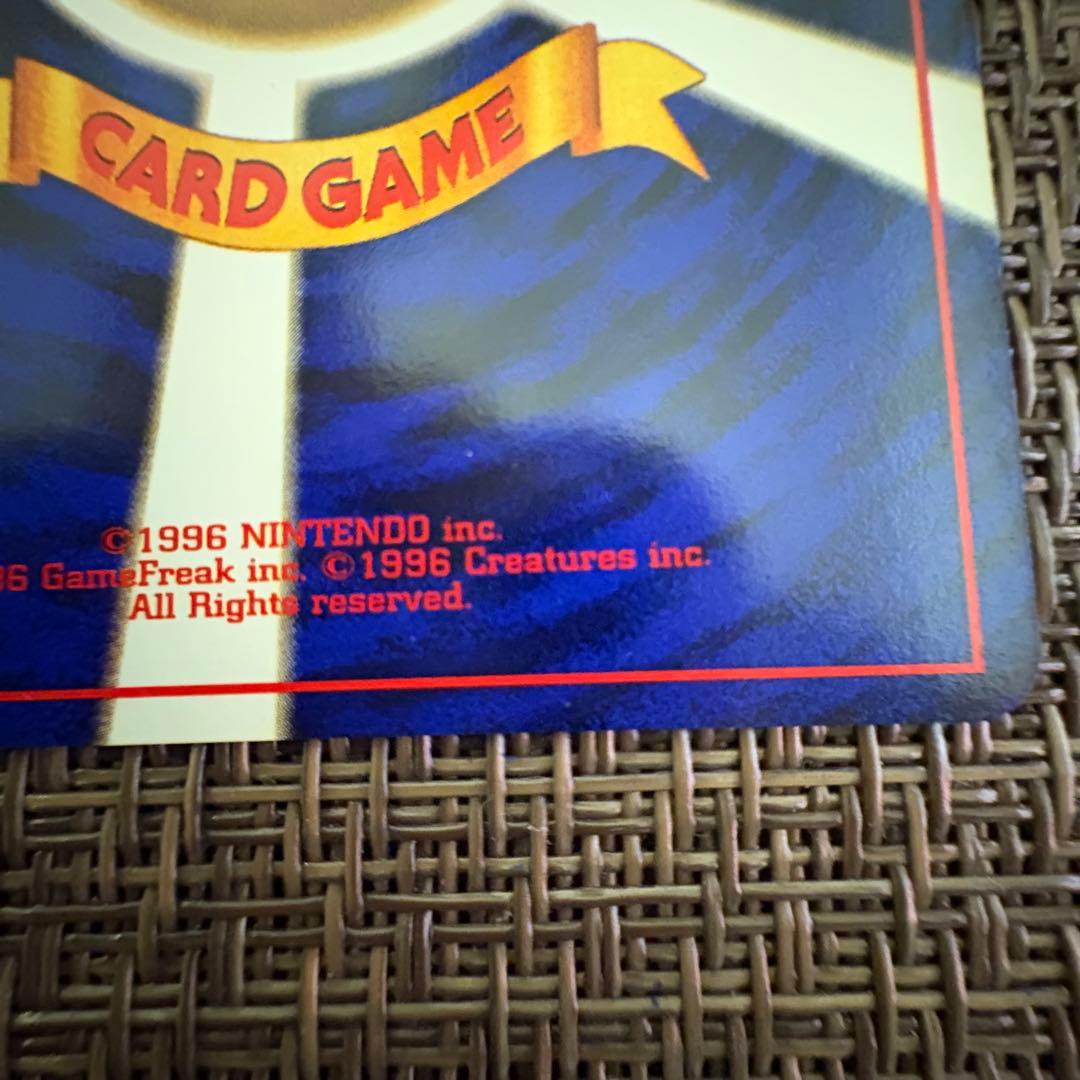 CARD GAME
©1996 NINTENDO inc.
96 GameFreak inc. ©1996 Creatures inc.
All Rights reserved.